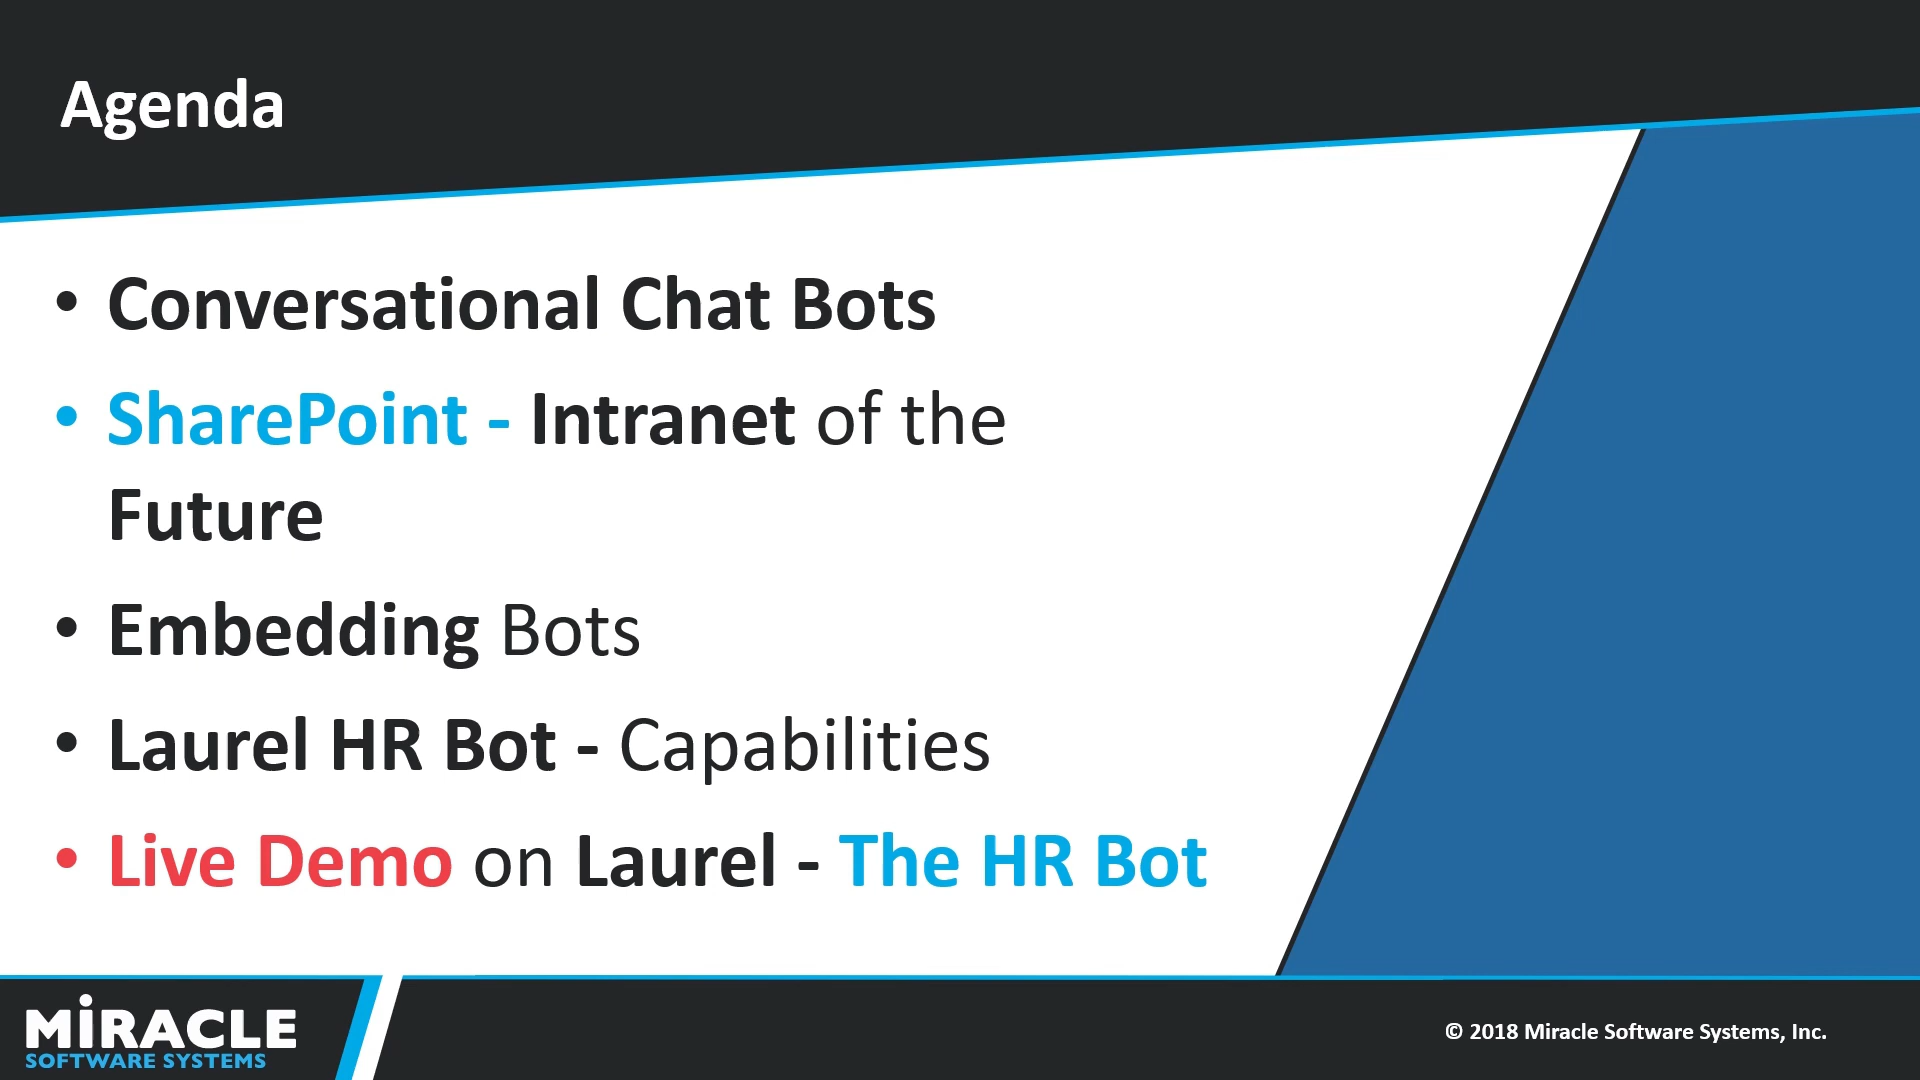 Agenda
• Conversational Chat Bots
• SharePoint - Intranet of the
Future
• Embedding Bots
• Laurel HR Bot - Capabilities
• Live Demo on Laurel - The HR Bot
MiRACLE
SOFTWARE SYSTEMS
© 2018 Miracle Software Systems, Inc.